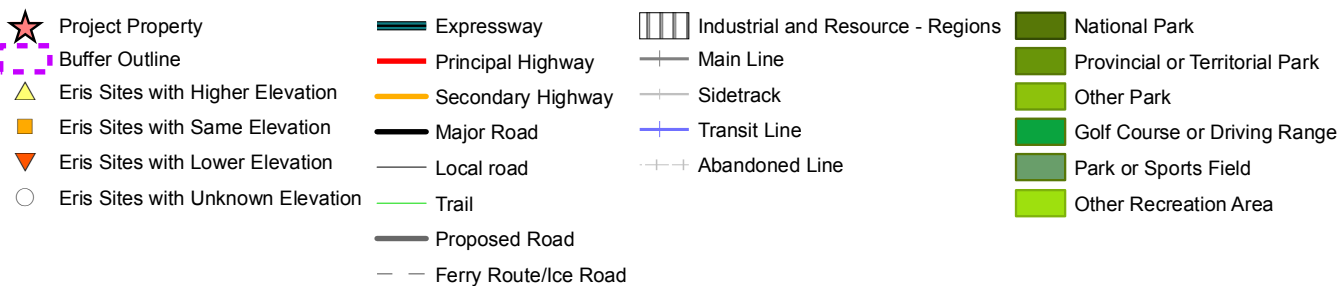 Project Property
Buffer Outline
Eris Sites with Higher Elevation
Eris Sites with Same Elevation
Eris Sites with Lower Elevation
Eris Sites with Unknown Elevation
Expressway
Principal Highway
Secondary Highway
Major Road
Local road
Trail
Proposed Road
Ferry Route/Ice Road
Industrial and Resource - Regions
Main Line
Sidetrack
Transit Line
Abandoned Line
National Park
Provincial or Territorial Park
Other Park
Golf Course or Driving Range
Park or Sports Field
Other Recreation Area